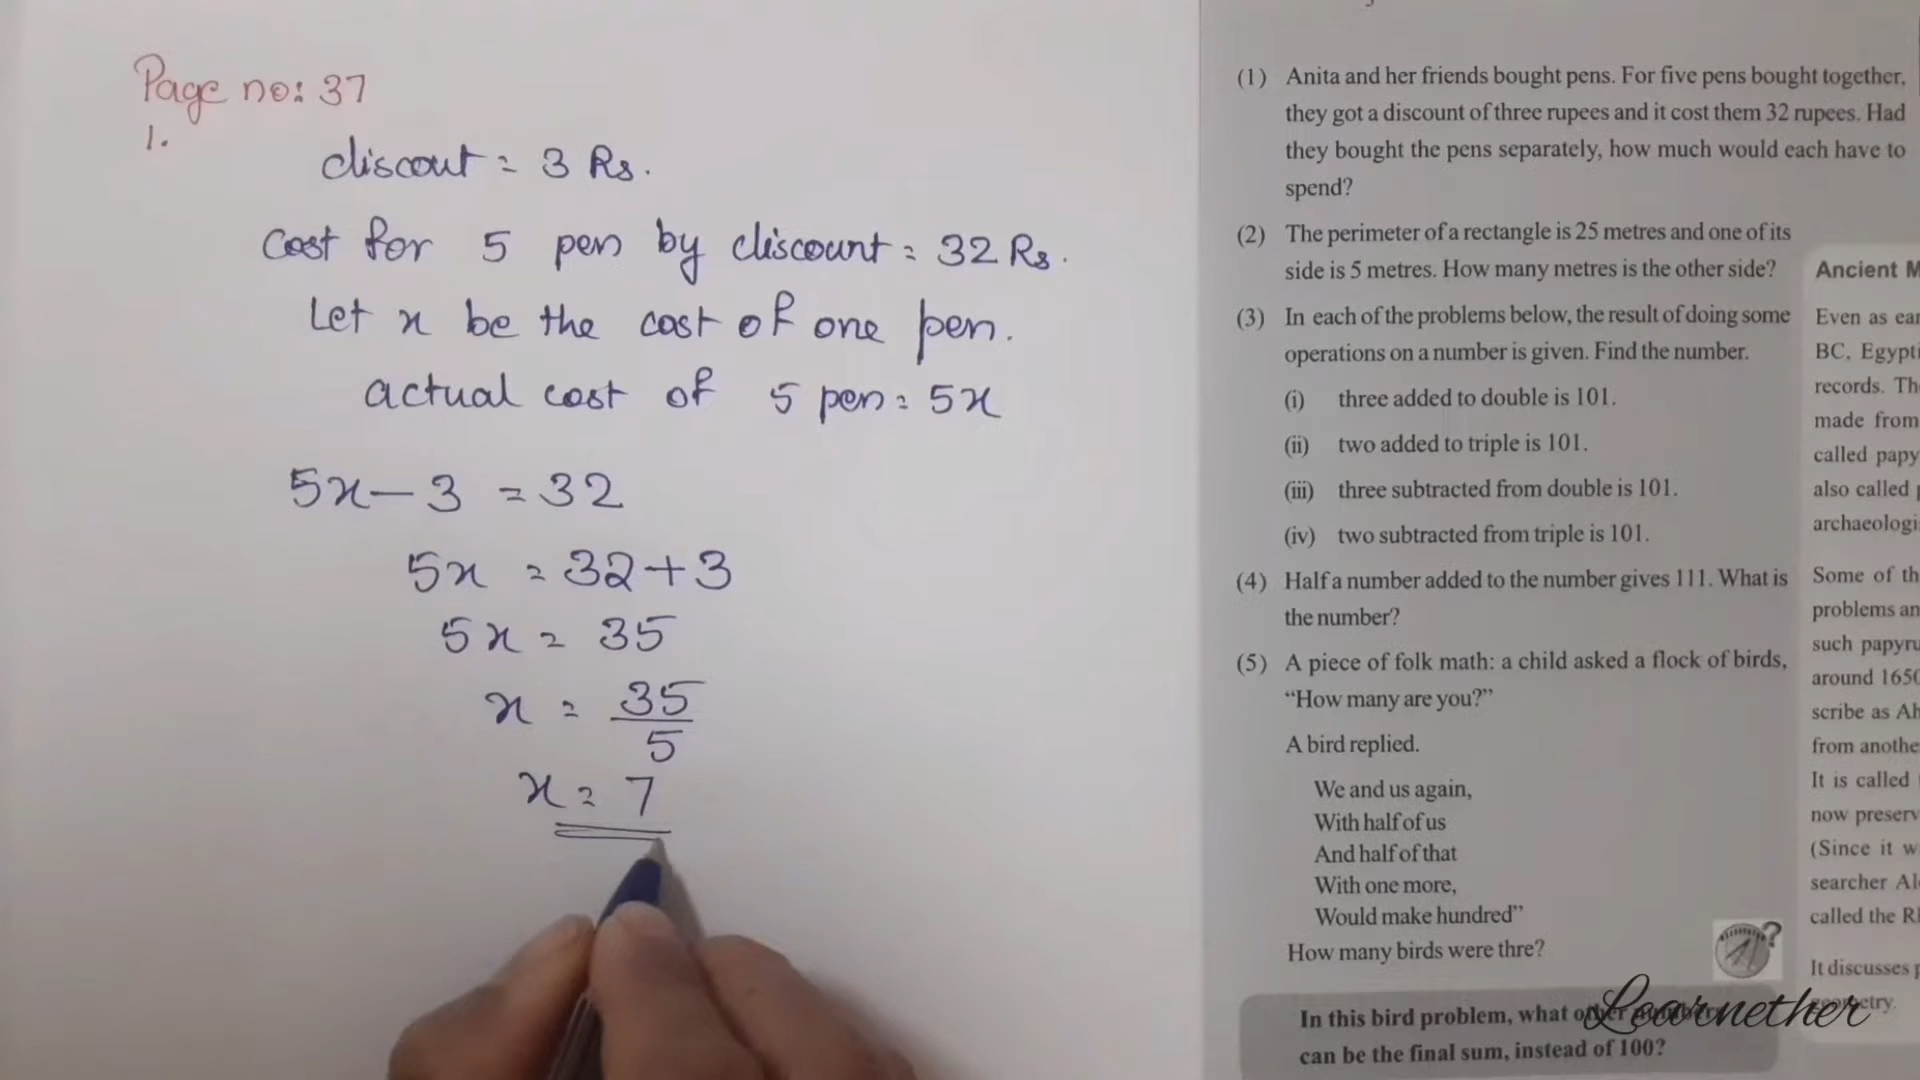 Page no: 37
1.
discout = 3 Rs.
Cost for 5 pen by discount = 32 Rs.
Let x be the cost of one pen.
actual cost of 5 pen = 5x
5x - 3 = 32
5x = 32 + 3
5x = 35
x = 35/5
x = 7
(1) Anita and her friends bought pens. For five pens bought together,
they got a discount of three rupees and it cost them 32 rupees. Had
they bought the pens separately, how much would each have to
spend?
(2) The perimeter of a rectangle is 25 metres and one of its
side is 5 metres. How many metres is the other side?
(3) In each of the problems below, the result of doing some
operations on a number is given. Find the number.
(i) three added to double is 101.
(ii) two added to triple is 101.
(iii) three subtracted from double is 101.
(iv) two subtracted from triple is 101.
(4) Half a number added to the number gives 111. What is
the number?
(5) A piece of folk math: a child asked a flock of birds,
“How many are you?”
A bird replied.
We and us again,
With half of us
And half of that
With one more,
Would make hundred”
How many birds were thre?
In this bird problem, what other
can be the final sum, instead of 100?
Ancient M
Even as ear
BC, Egypti
records. Th
made from
called papy
also called
archaeologi
Some of th
problems an
such papyru
around 1650
scribe as Ah
from anothe
It is called
now preserv
(Since it w
searcher Al
called the R
It discusses p
Learnether